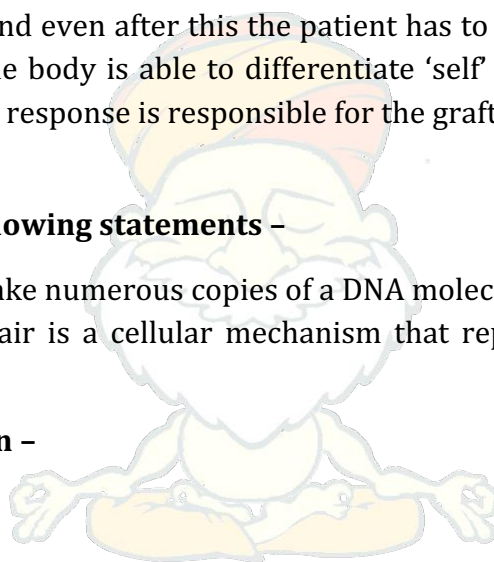 nd even after this the patient has to
e body is able to differentiate ‘self’
response is responsible for the graft
lowing statements –
ake numerous copies of a DNA molec
air is a cellular mechanism that rep
n –